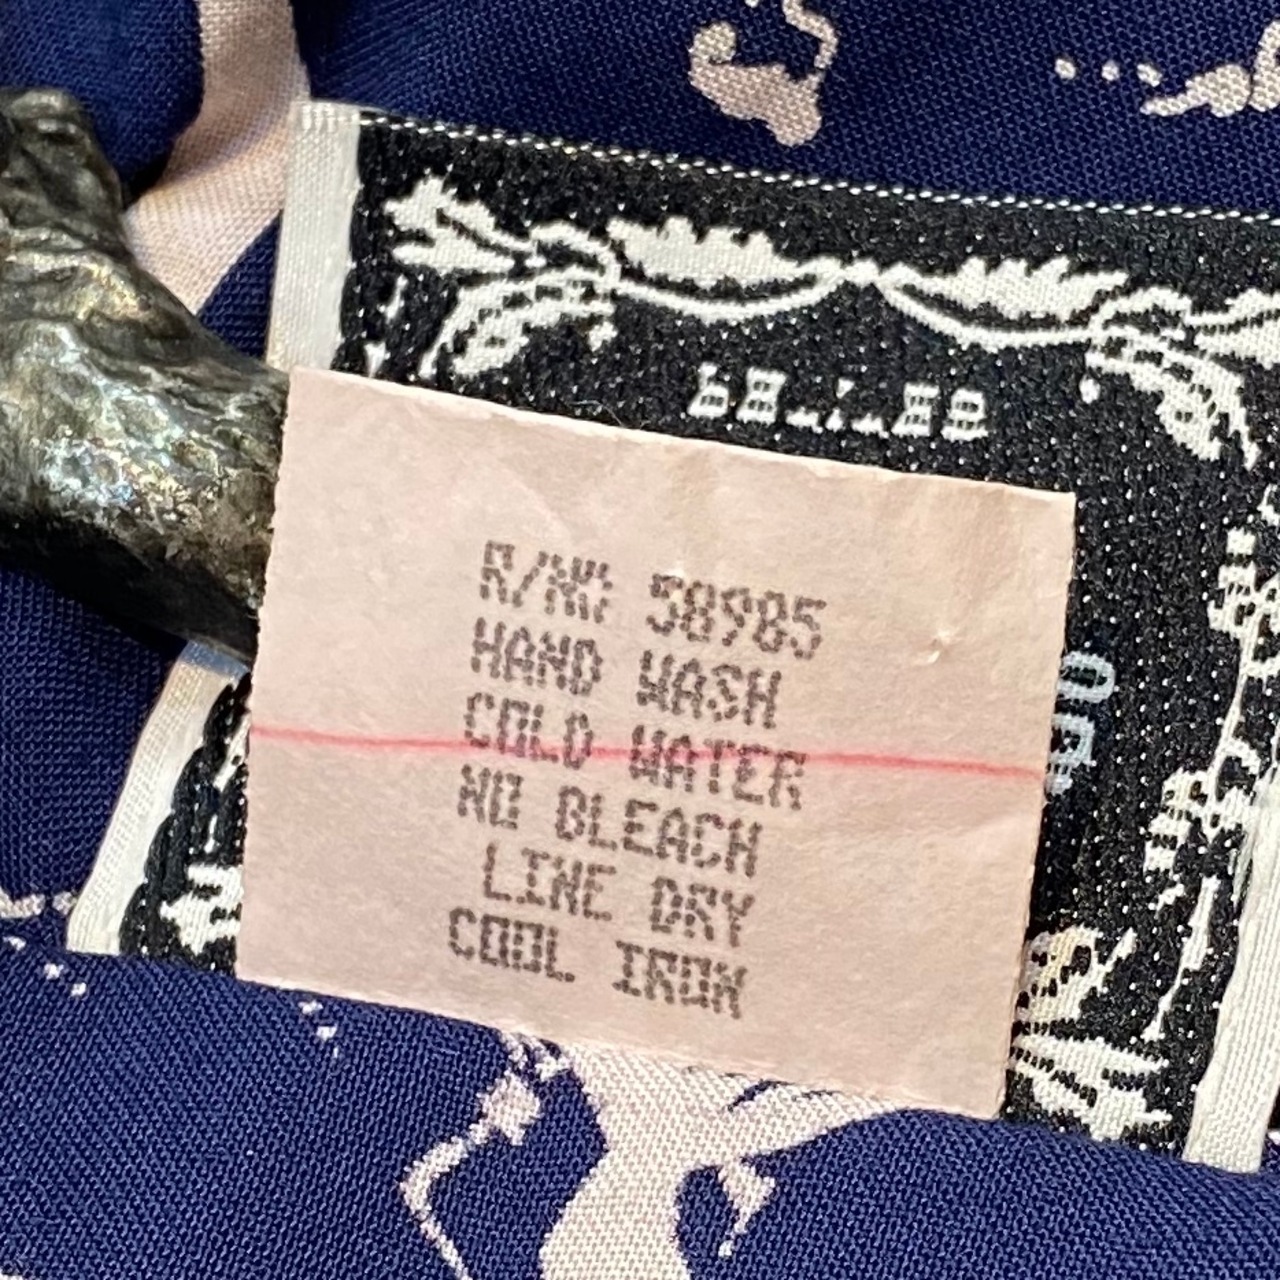 R/N: 58985
HAND WASH
COLD WATER
NO BLEACH
LINE DRY
COOL IRON